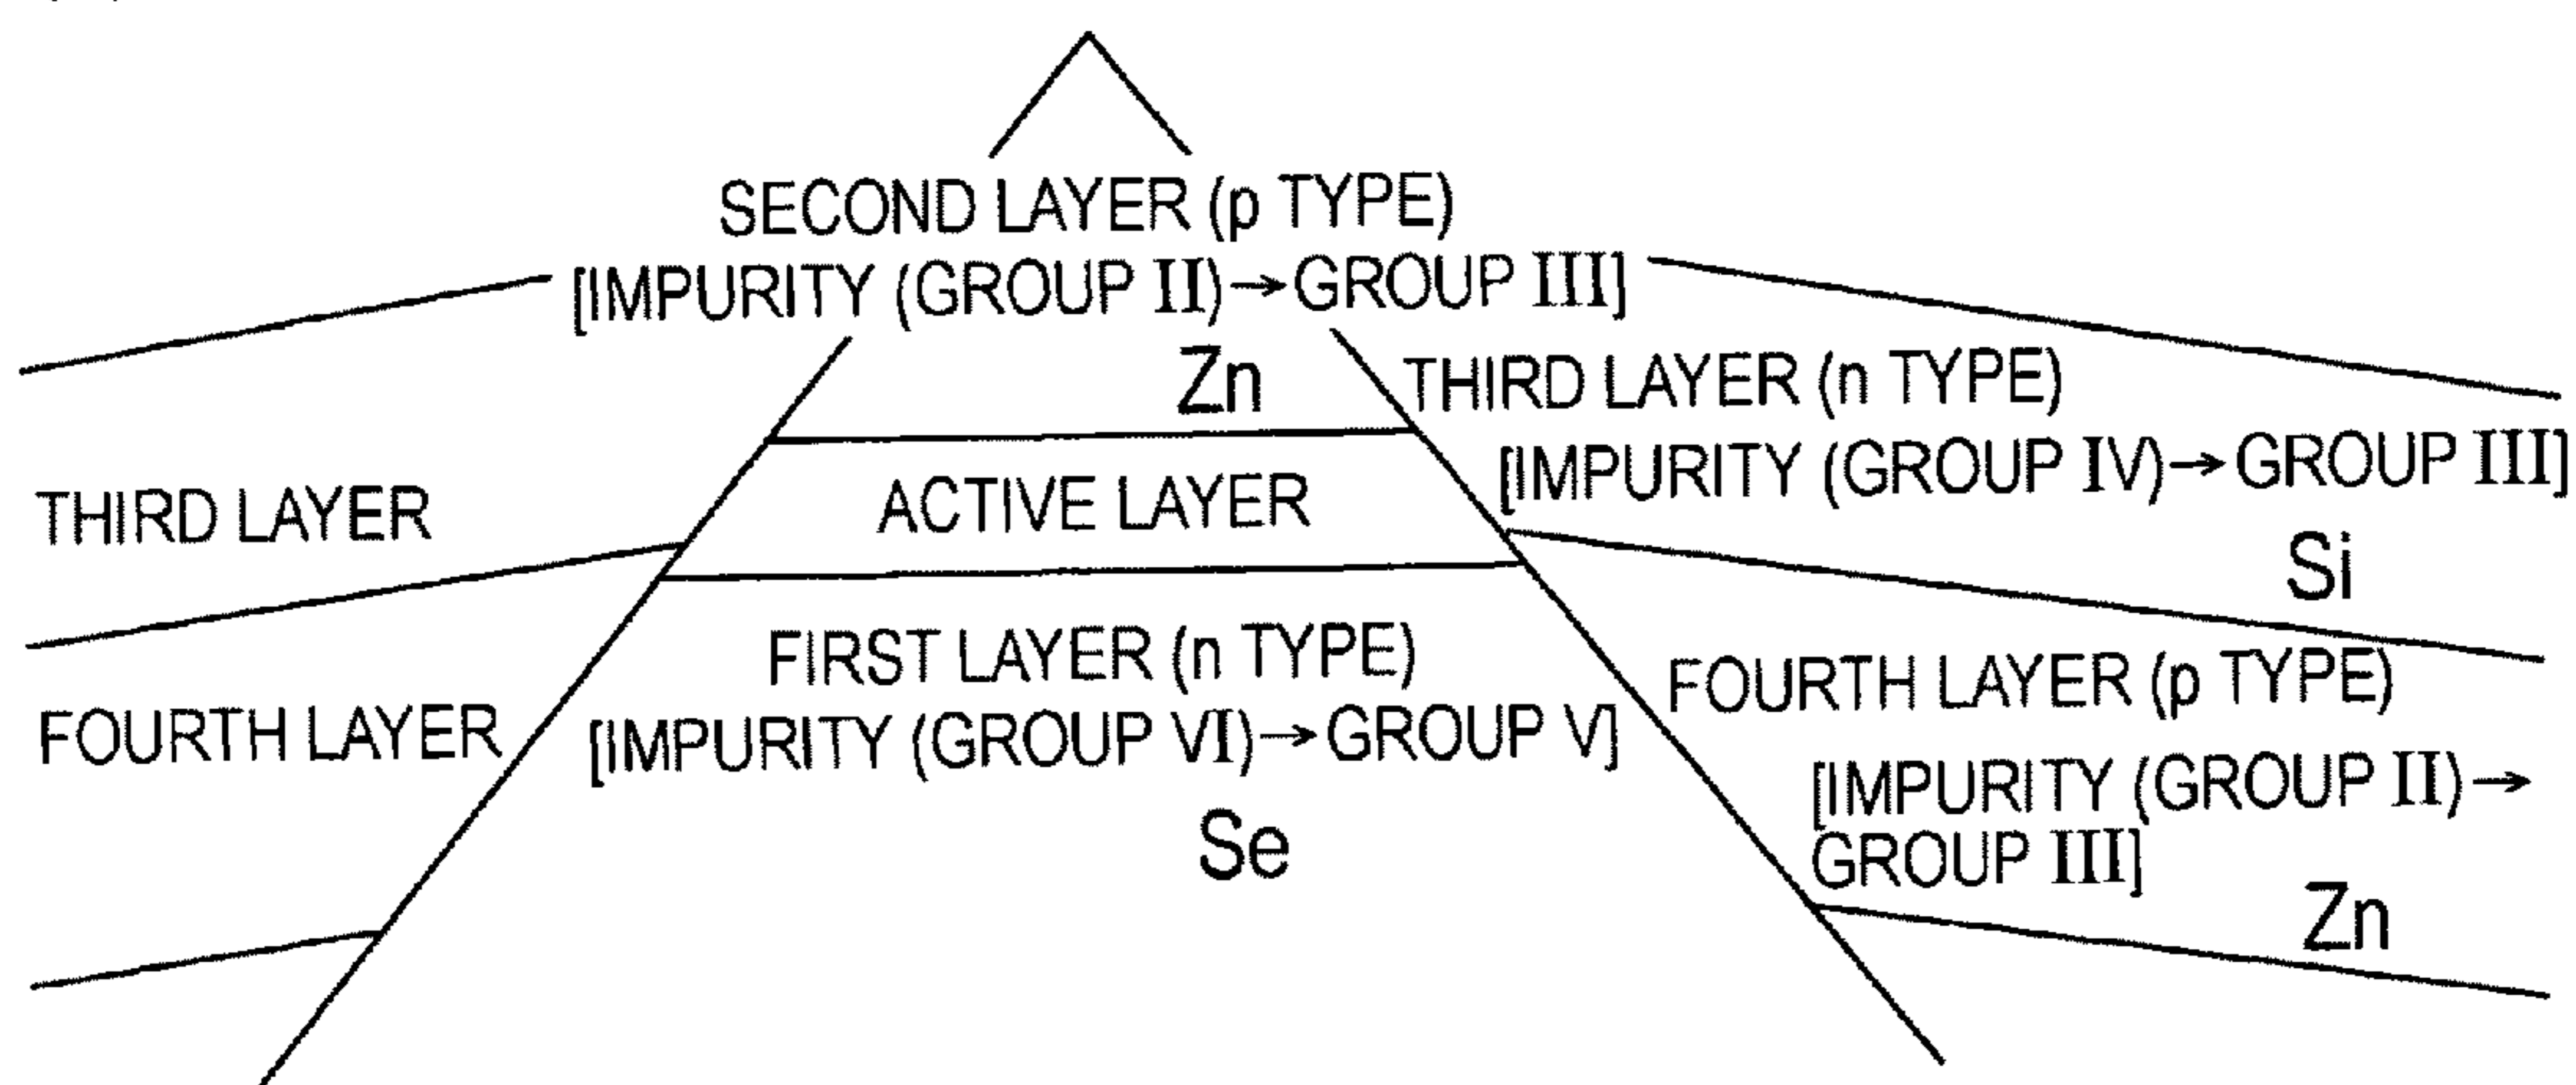 SECOND LAYER (p TYPE)
[IMPURITY (GROUP II)→GROUP III]
Zn
THIRD LAYER (n TYPE)
[IMPURITY (GROUP IV)→GROUP III]
Si
THIRD LAYER
ACTIVE LAYER
FIRST LAYER (n TYPE)
[IMPURITY (GROUP VI)→GROUP V]
Se
FOURTH LAYER
FOURTH LAYER (p TYPE)
[IMPURITY (GROUP II)→
GROUP III]
Zn